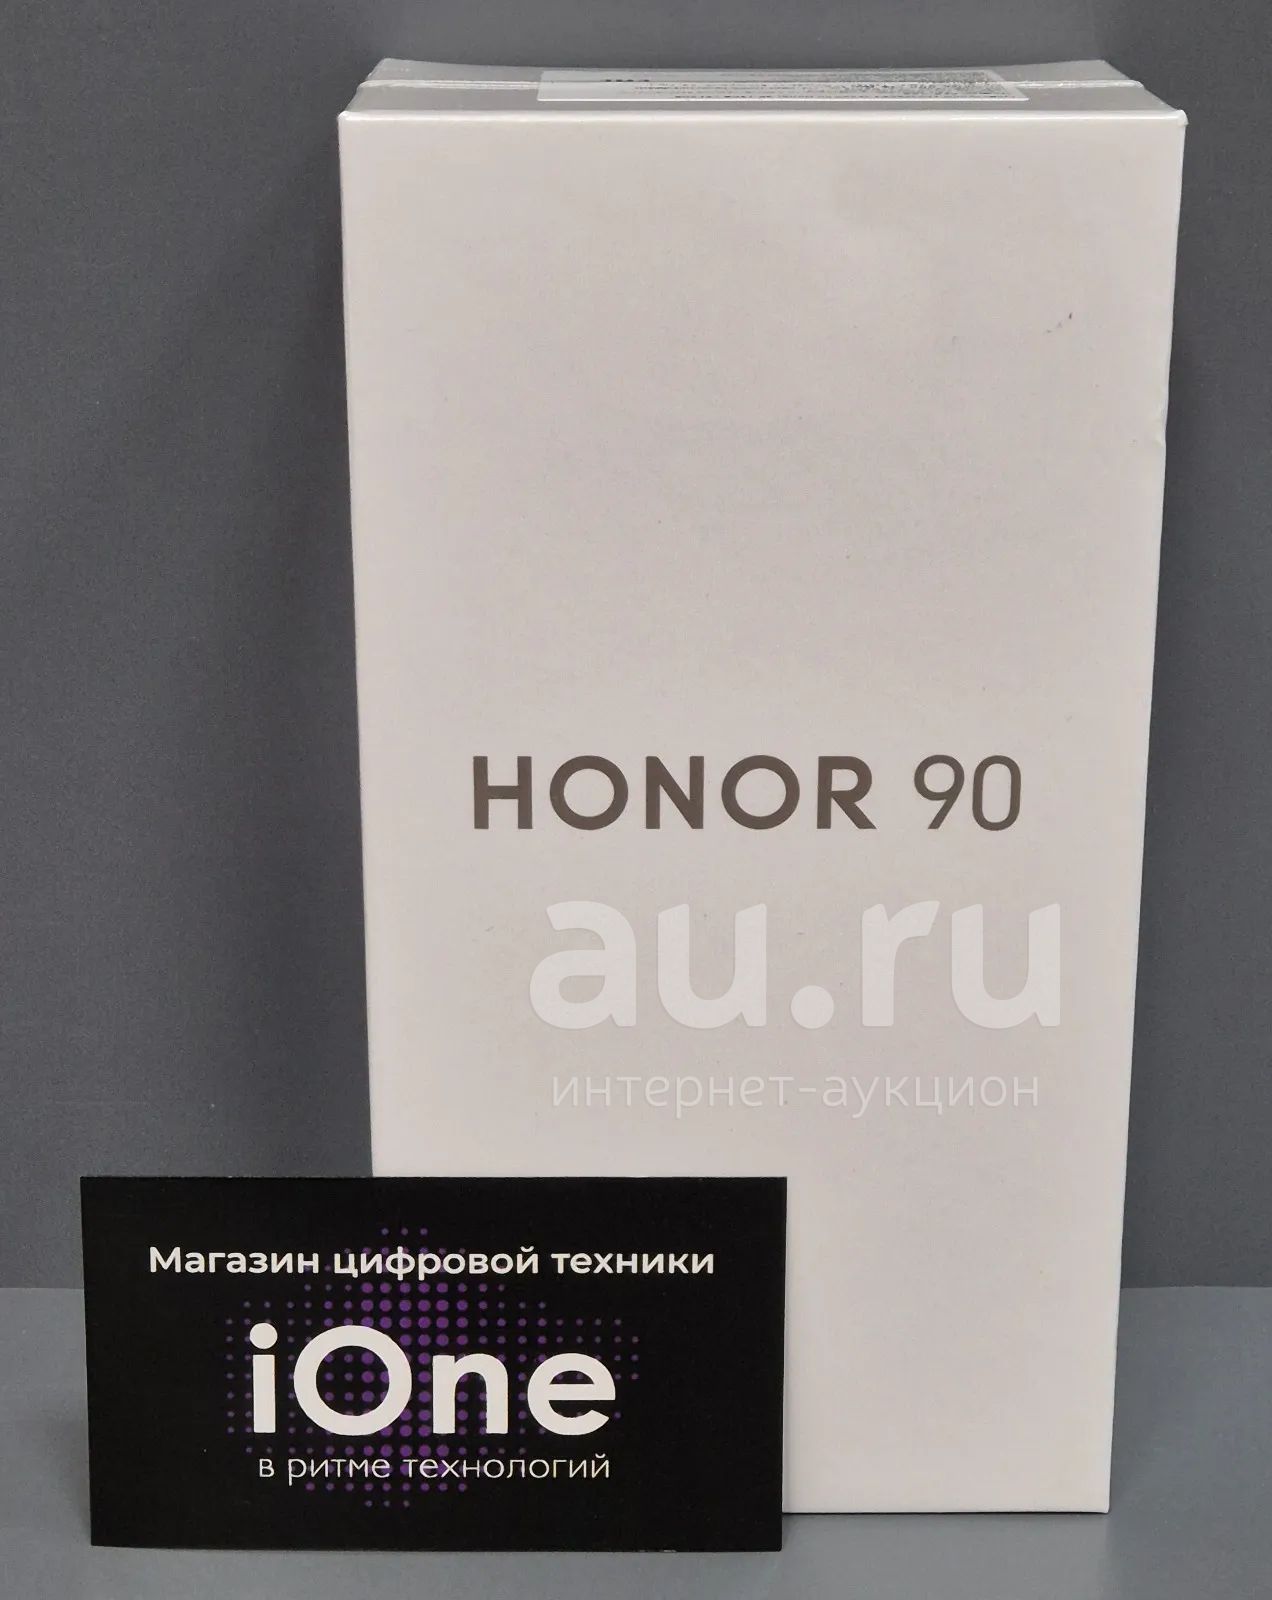 HONOR 90
au.ru
интернет-аукцион
Магазин цифровой техники
iOne
в ритме технологий